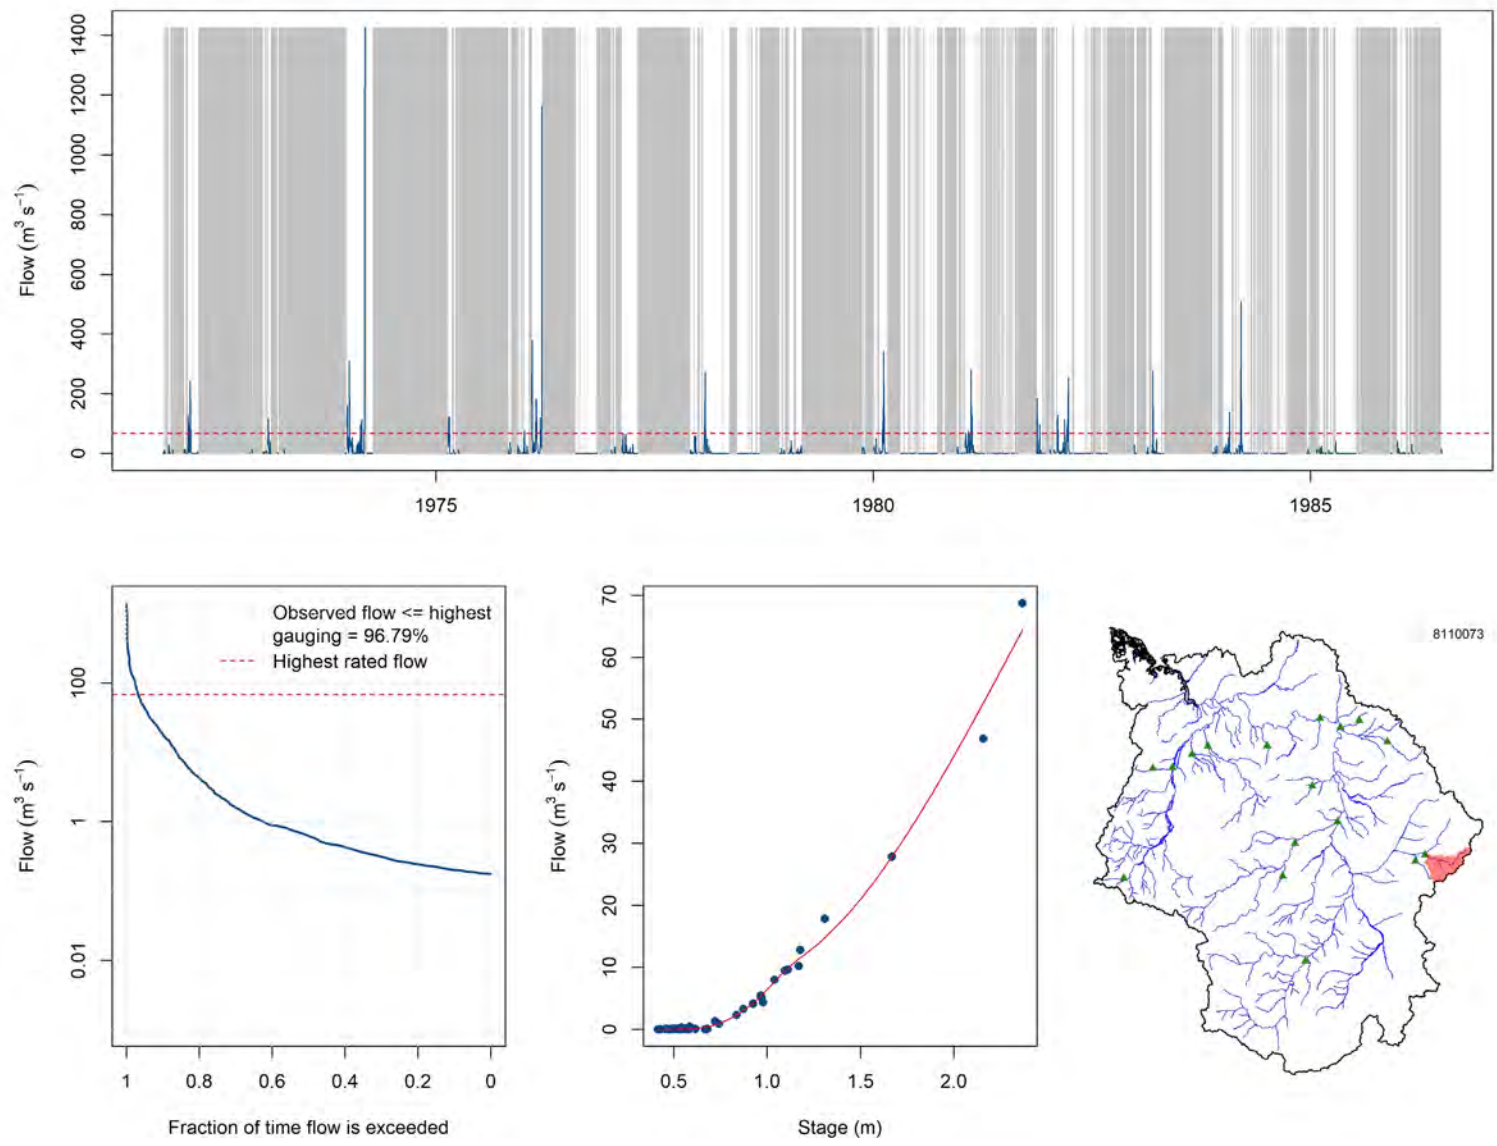 1400
1200
1000
800
600
400
200
0
Flow (m³ s⁻¹)
1975 1980 1985
Observed flow <= highest
gauging = 96.79%
Highest rated flow
100
1
0.01
Flow (m³ s⁻¹)
1 0.8 0.6 0.4 0.2 0
Fraction of time flow is exceeded
70
60
50
40
30
20
10
0
Flow (m³ s⁻¹)
0.5 1.0 1.5 2.0
Stage (m)
8110073